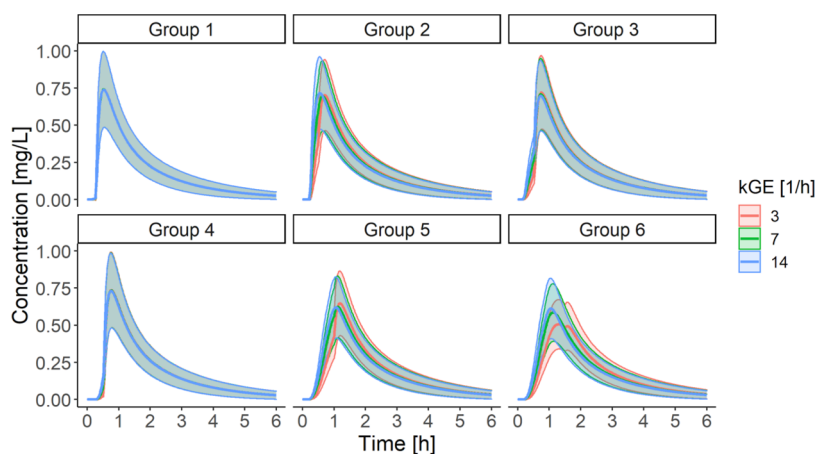 Group 1 Group 2 Group 3
1.00
0.75
0.50
0.25
0.00
Group 4 Group 5 Group 6
1.00
0.75
0.50
0.25
0.00
0 1 2 3 4 5 6 0 1 2 3 4 5 6 0 1 2 3 4 5 6
Time [h]
Concentration [mg/L]
kGE [1/h]
3
7
14